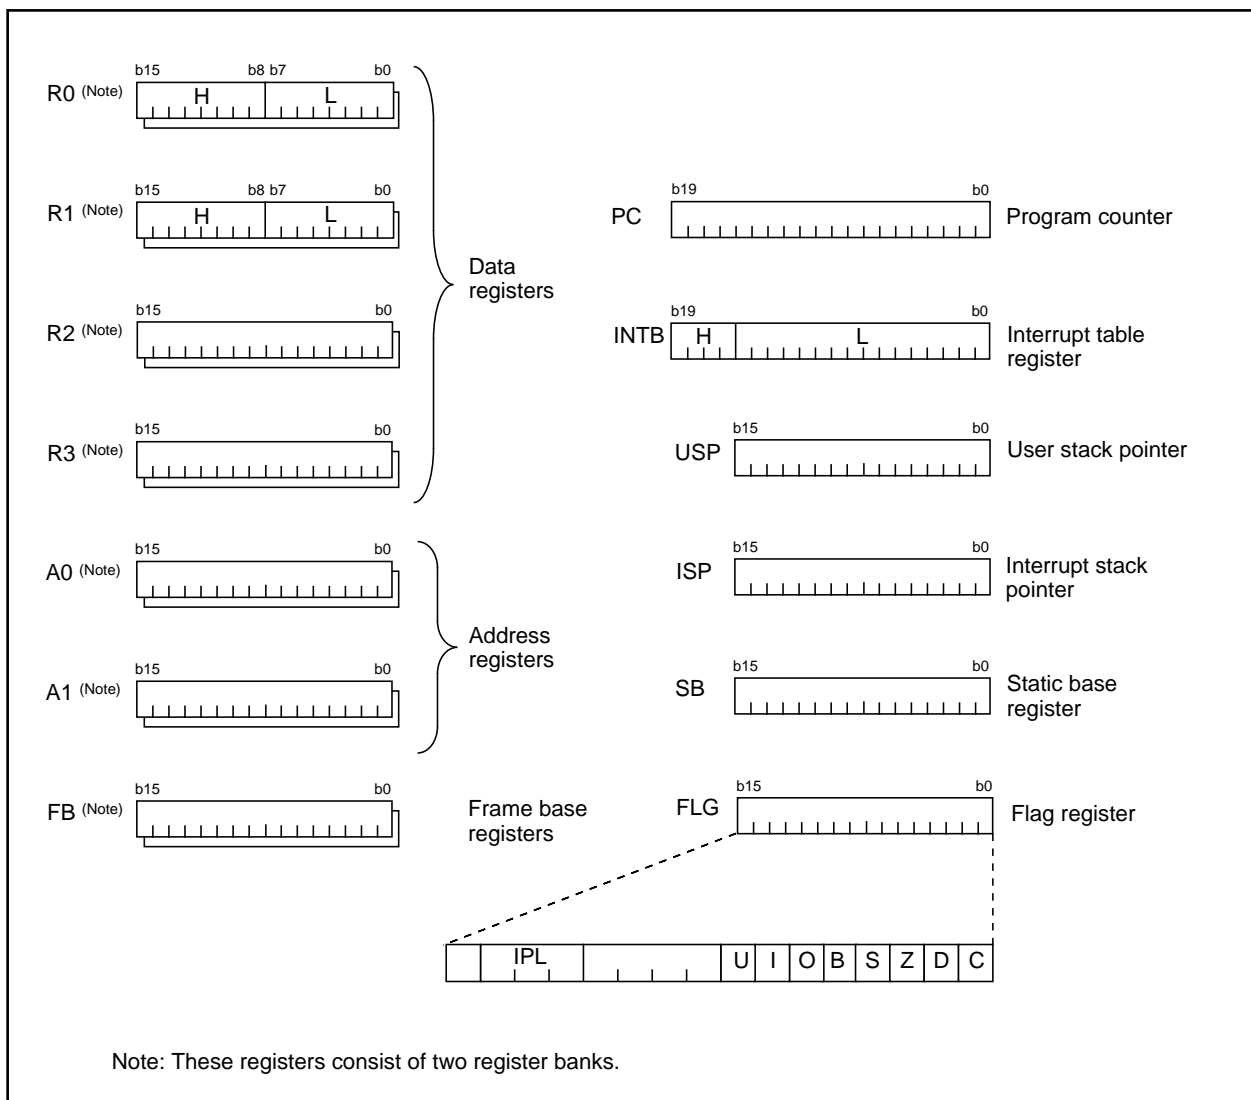 b15 b8 b7 b0
R0 (Note) H L
b15 b8 b7 b0
R1 (Note) H L
b15 b0
R2 (Note)
b15 b0
R3 (Note)
Data
registers
b15 b0
A0 (Note)
b15 b0
A1 (Note)
Address
registers
b15 b0
FB (Note)
Frame base
registers
b19 b0
PC Program counter
b19 b0
INTB H L Interrupt table
register
b15 b0
USP User stack pointer
b15 b0
ISP Interrupt stack
pointer
b15 b0
SB Static base
register
b15 b0
FLG Flag register
IPL U I O B S Z D C
Note: These registers consist of two register banks.